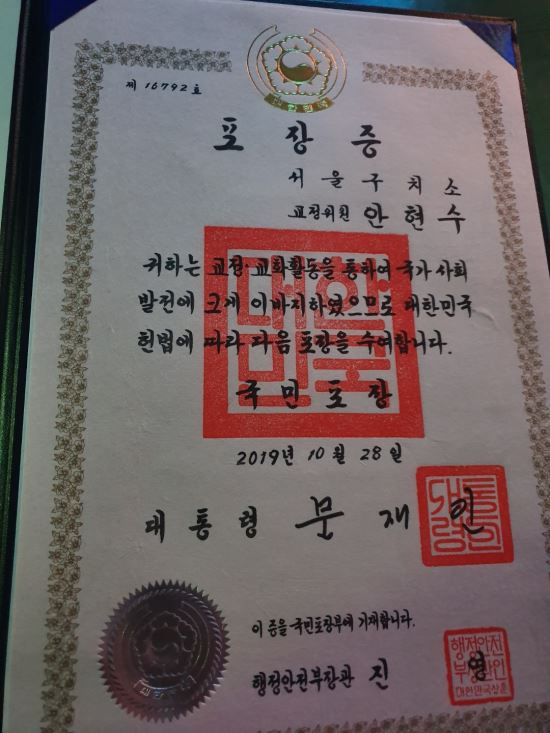 대한민국
제 16792 호
포장증
서울구치소
교정위원 안현수
귀하는 교정·교화활동을 통하여 국가 사회
발전에 크게 이바지하였으므로 대한민국
헌법에 따라 다음 포장을 수여합니다.
대한
민국
국민포장
2019년 10월 28일
대통령 문재인
대통
령인
이 증을 국민포장부에 기재합니다.
행정안전부장관 진영
행정안전
부장관인